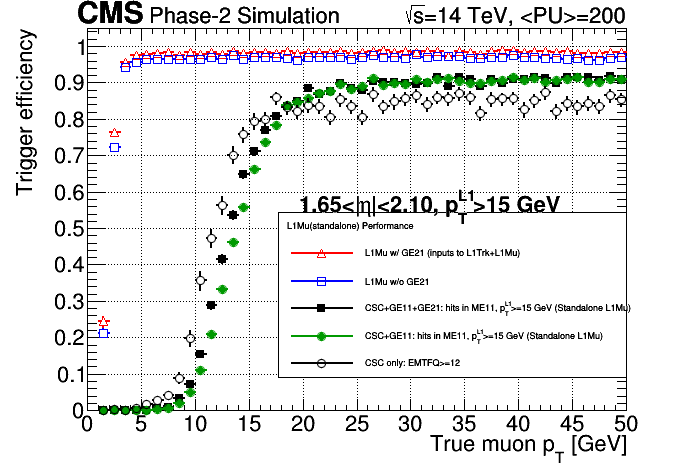 CMS Phase-2 Simulation √s=14 TeV, <PU>=200
Trigger efficiency
1
0.9
0.8
0.7
0.6
0.5
0.4
0.3
0.2
0.1
0
1.65<|η|<2.10, p_T^L1>15 GeV
L1Mu(standalone) Performance
L1Mu w/ GE21 (inputs to L1Trk+L1Mu)
L1Mu w/o GE21
CSC+GE11+GE21: hits in ME11, p_T^L1>=15 GeV (Standalone L1Mu)
CSC+GE11: hits in ME11, p_T^L1>=15 GeV (Standalone L1Mu)
CSC only: EMTFQ>=12
0 5 10 15 20 25 30 35 40 45 50
True muon p_T [GeV]